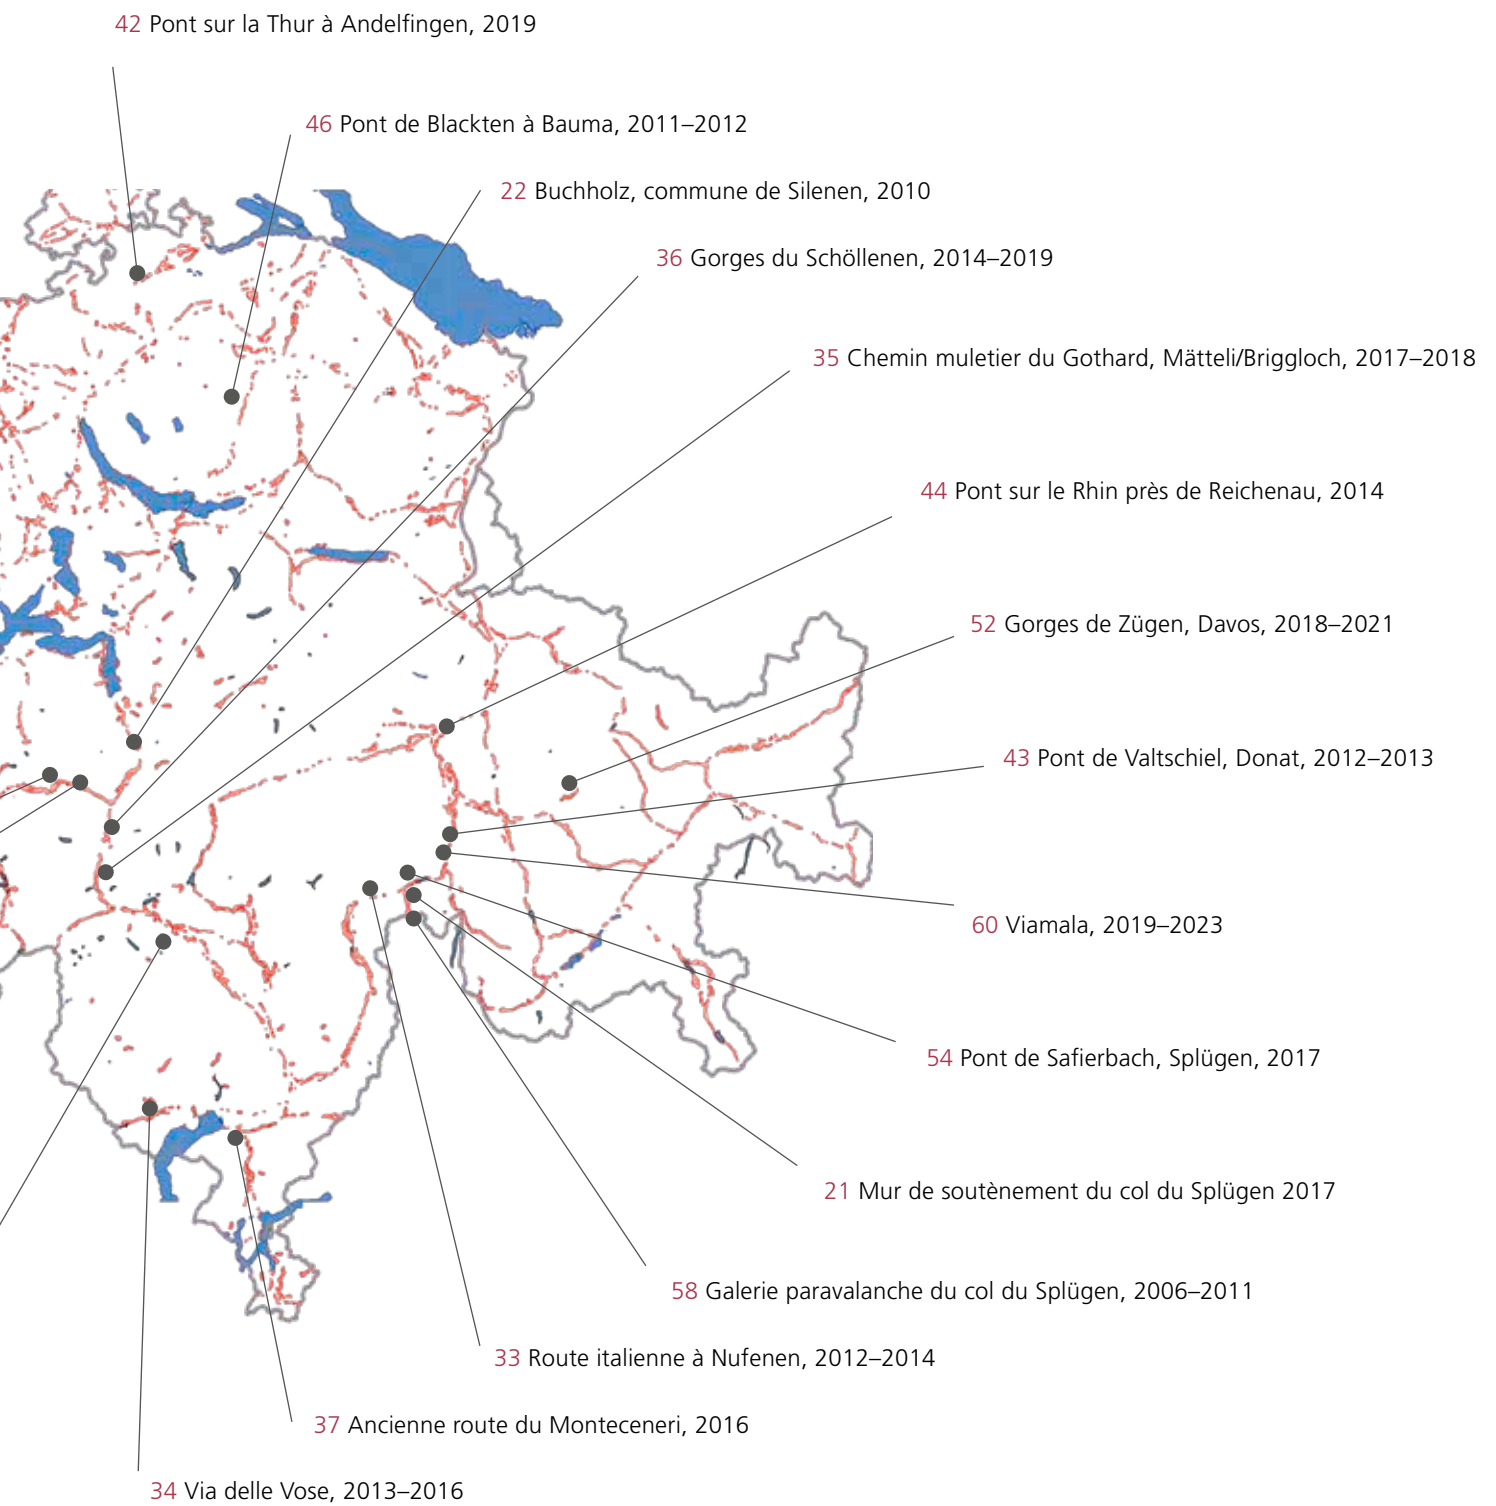 42 Pont sur la Thur à Andelfingen, 2019
46 Pont de Blackten à Bauma, 2011–2012
22 Buchholz, commune de Silenen, 2010
36 Gorges du Schöllenen, 2014–2019
35 Chemin muletier du Gothard, Mätteli/Briggloch, 2017–2018
44 Pont sur le Rhin près de Reichenau, 2014
52 Gorges de Zügen, Davos, 2018–2021
43 Pont de Valtschiel, Donat, 2012–2013
60 Viamala, 2019–2023
54 Pont de Safierbach, Splügen, 2017
21 Mur de soutènement du col du Splügen 2017
58 Galerie paravalanche du col du Splügen, 2006–2011
33 Route italienne à Nufenen, 2012–2014
37 Ancienne route du Monteceneri, 2016
34 Via delle Vose, 2013–2016